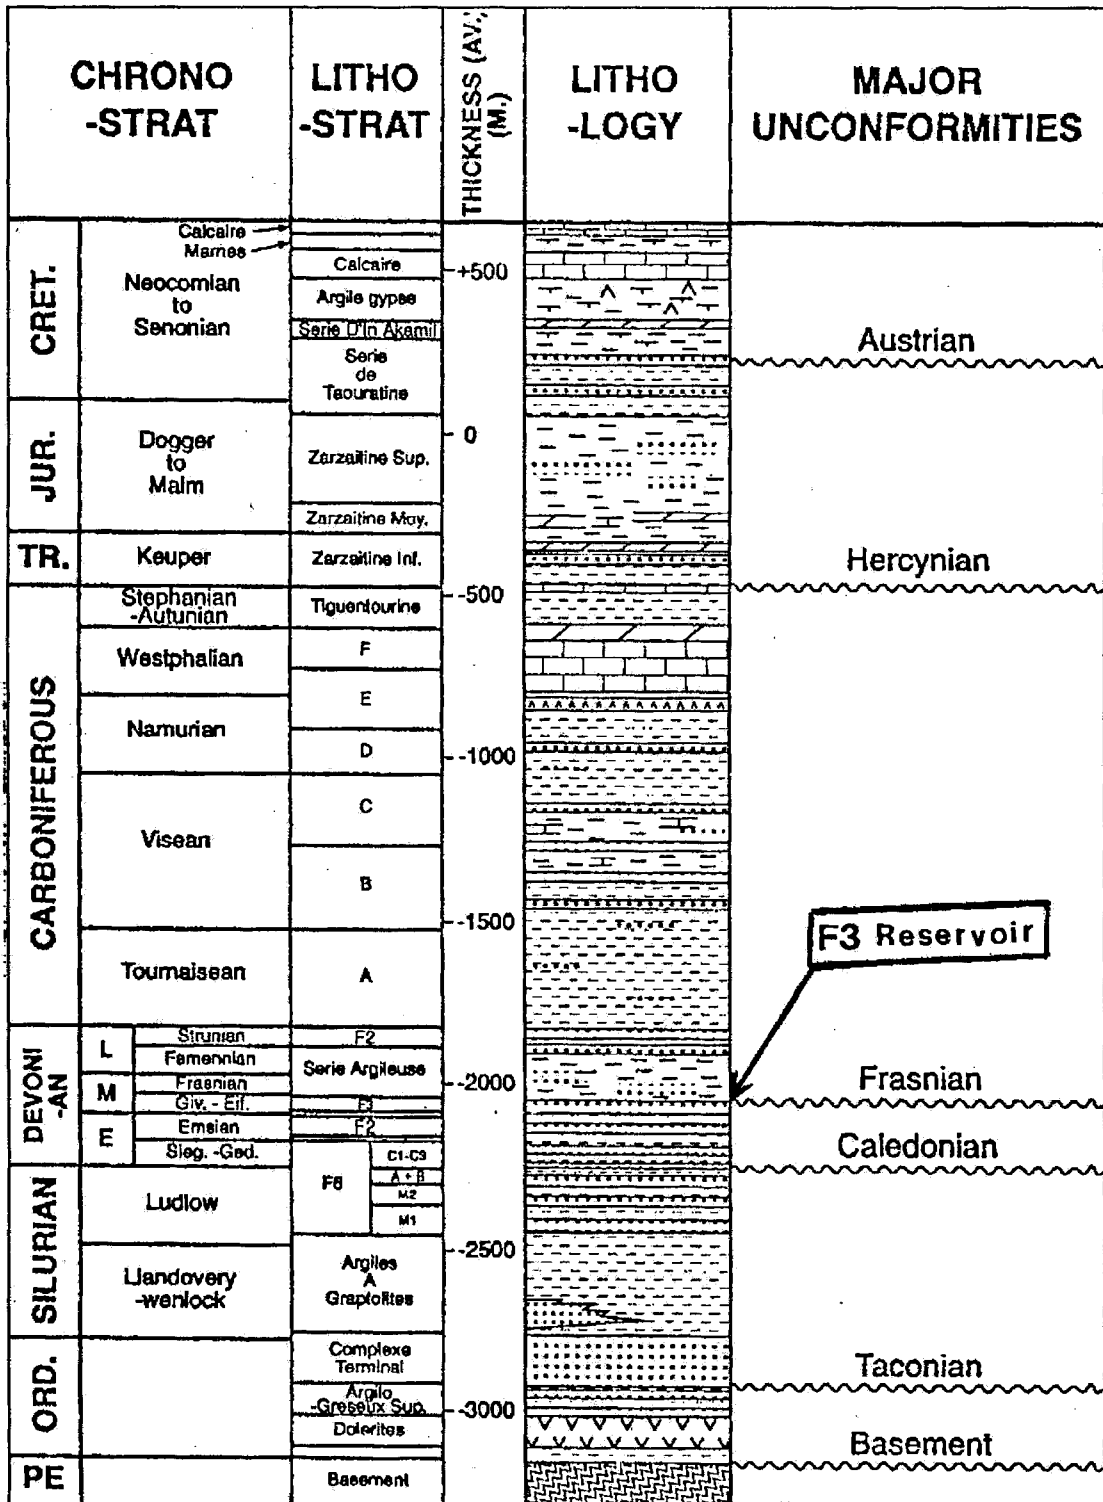 CHRONO
-STRAT
LITHO
-STRAT
THICKNESS (AV.)
(M.)
LITHO
-LOGY
MAJOR
UNCONFORMITIES
CRET.
Calcaire
Marnes
Neocomian
to
Senonian
Calcaire
Argile gypse
Serie D'In Akamil
Serie
de
Taouratine
+500
Austrian
JUR.
Dogger
to
Malm
Zarzaitine Sup.
Zarzaitine Moy.
0
TR.
Keuper
Zarzaitine Inf.
Hercynian
CARBONIFEROUS
Stephanian
-Autunian
Tiguentourine
-500
Westphalian
F
E
Namurian
D
-1000
Visean
C
B
-1500
F3 Reservoir
Tournaisean
A
DEVONI
-AN
L
Strunian
F2
Femennian
Serie Argileuse
M
Frasnian
-2000
Frasnian
Giv. - Eif.
F3
E
Emsian
F2
Sieg. -Ged.
Caledonian
F6
C1-C3
A + B
M2
M1
SILURIAN
Ludlow
Llandovery
-wenlock
Argiles
A
Graptolites
-2500
ORD.
Complexe
Terminal
Taconian
Argilo
-Greseux Sup.
-3000
Dolerites
Basement
PE
Basement